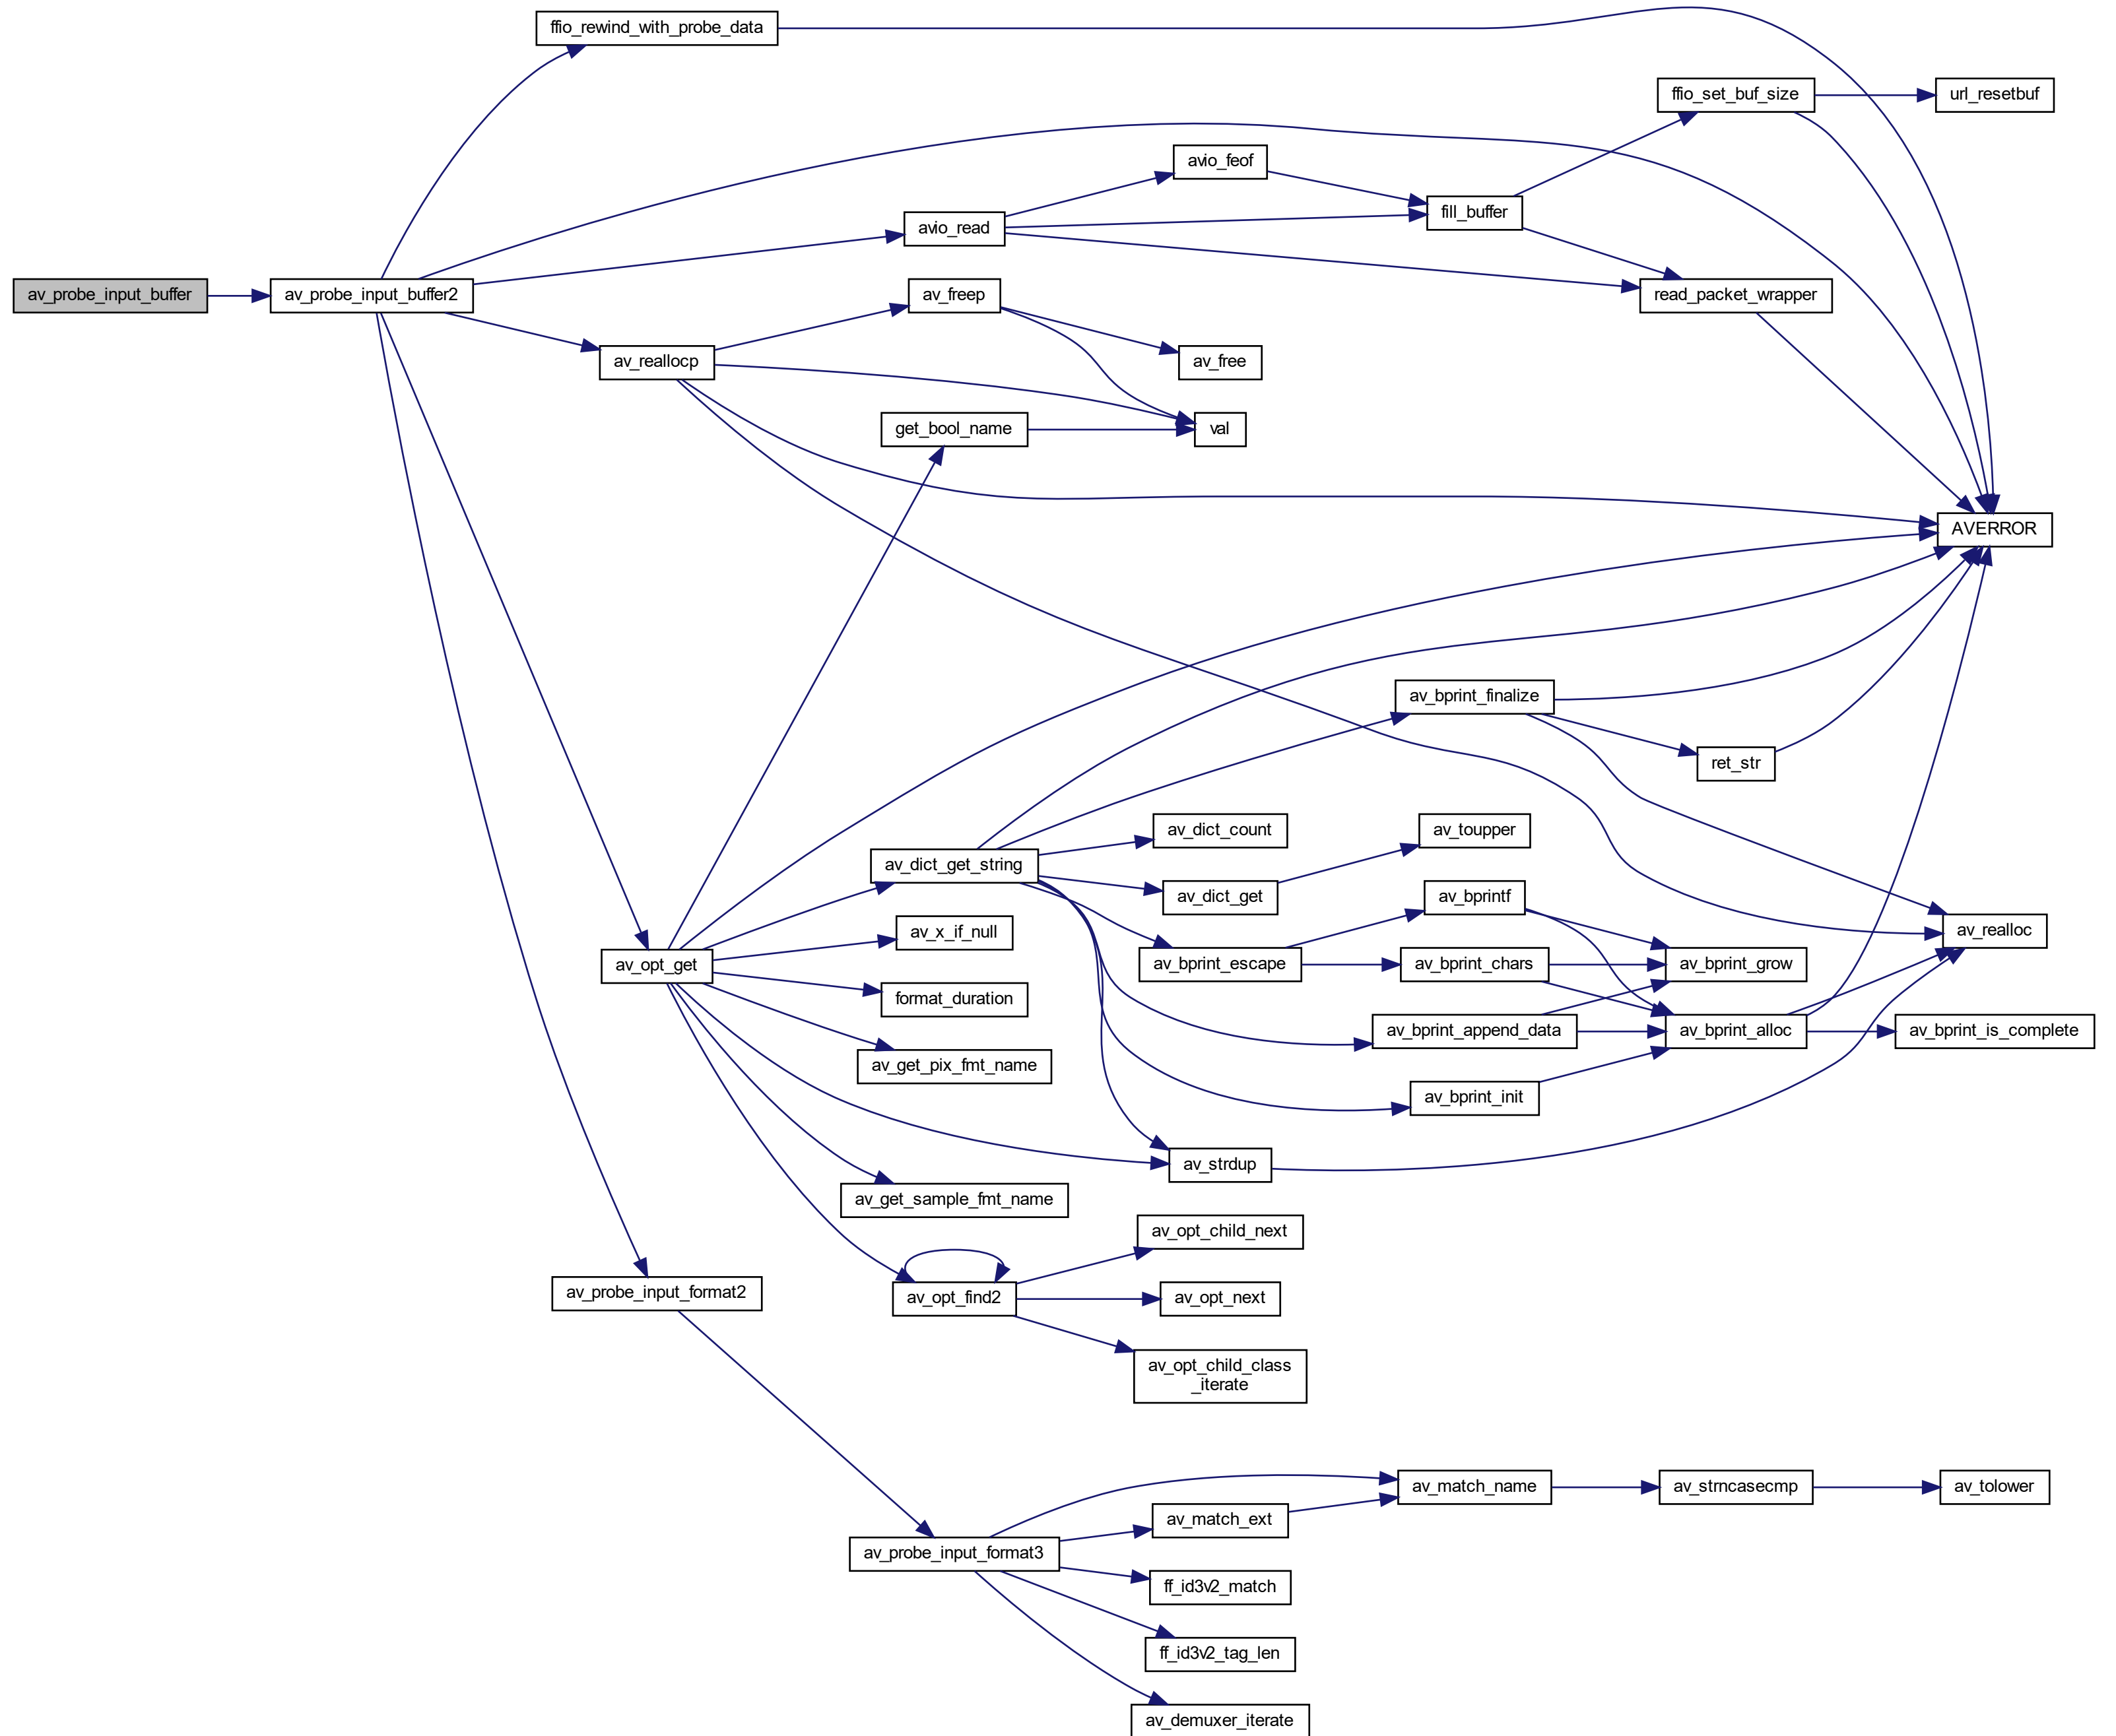 ffio_rewind_with_probe_data
ffio_set_buf_size
url_resetbuf
avio_feof
fill_buffer
avio_read
av_probe_input_buffer
av_probe_input_buffer2
av_freep
read_packet_wrapper
av_reallocp
av_free
get_bool_name
val
AVERROR
av_bprint_finalize
ret_str
av_dict_count
av_toupper
av_dict_get_string
av_dict_get
av_bprintf
av_x_if_null
av_realloc
av_opt_get
av_bprint_escape
av_bprint_chars
av_bprint_grow
format_duration
av_bprint_append_data
av_bprint_alloc
av_bprint_is_complete
av_get_pix_fmt_name
av_bprint_init
av_strdup
av_get_sample_fmt_name
av_opt_child_next
av_probe_input_format2
av_opt_find2
av_opt_next
av_opt_child_class
_iterate
av_match_name
av_strncasecmp
av_tolower
av_match_ext
av_probe_input_format3
ff_id3v2_match
ff_id3v2_tag_len
av_demuxer_iterate